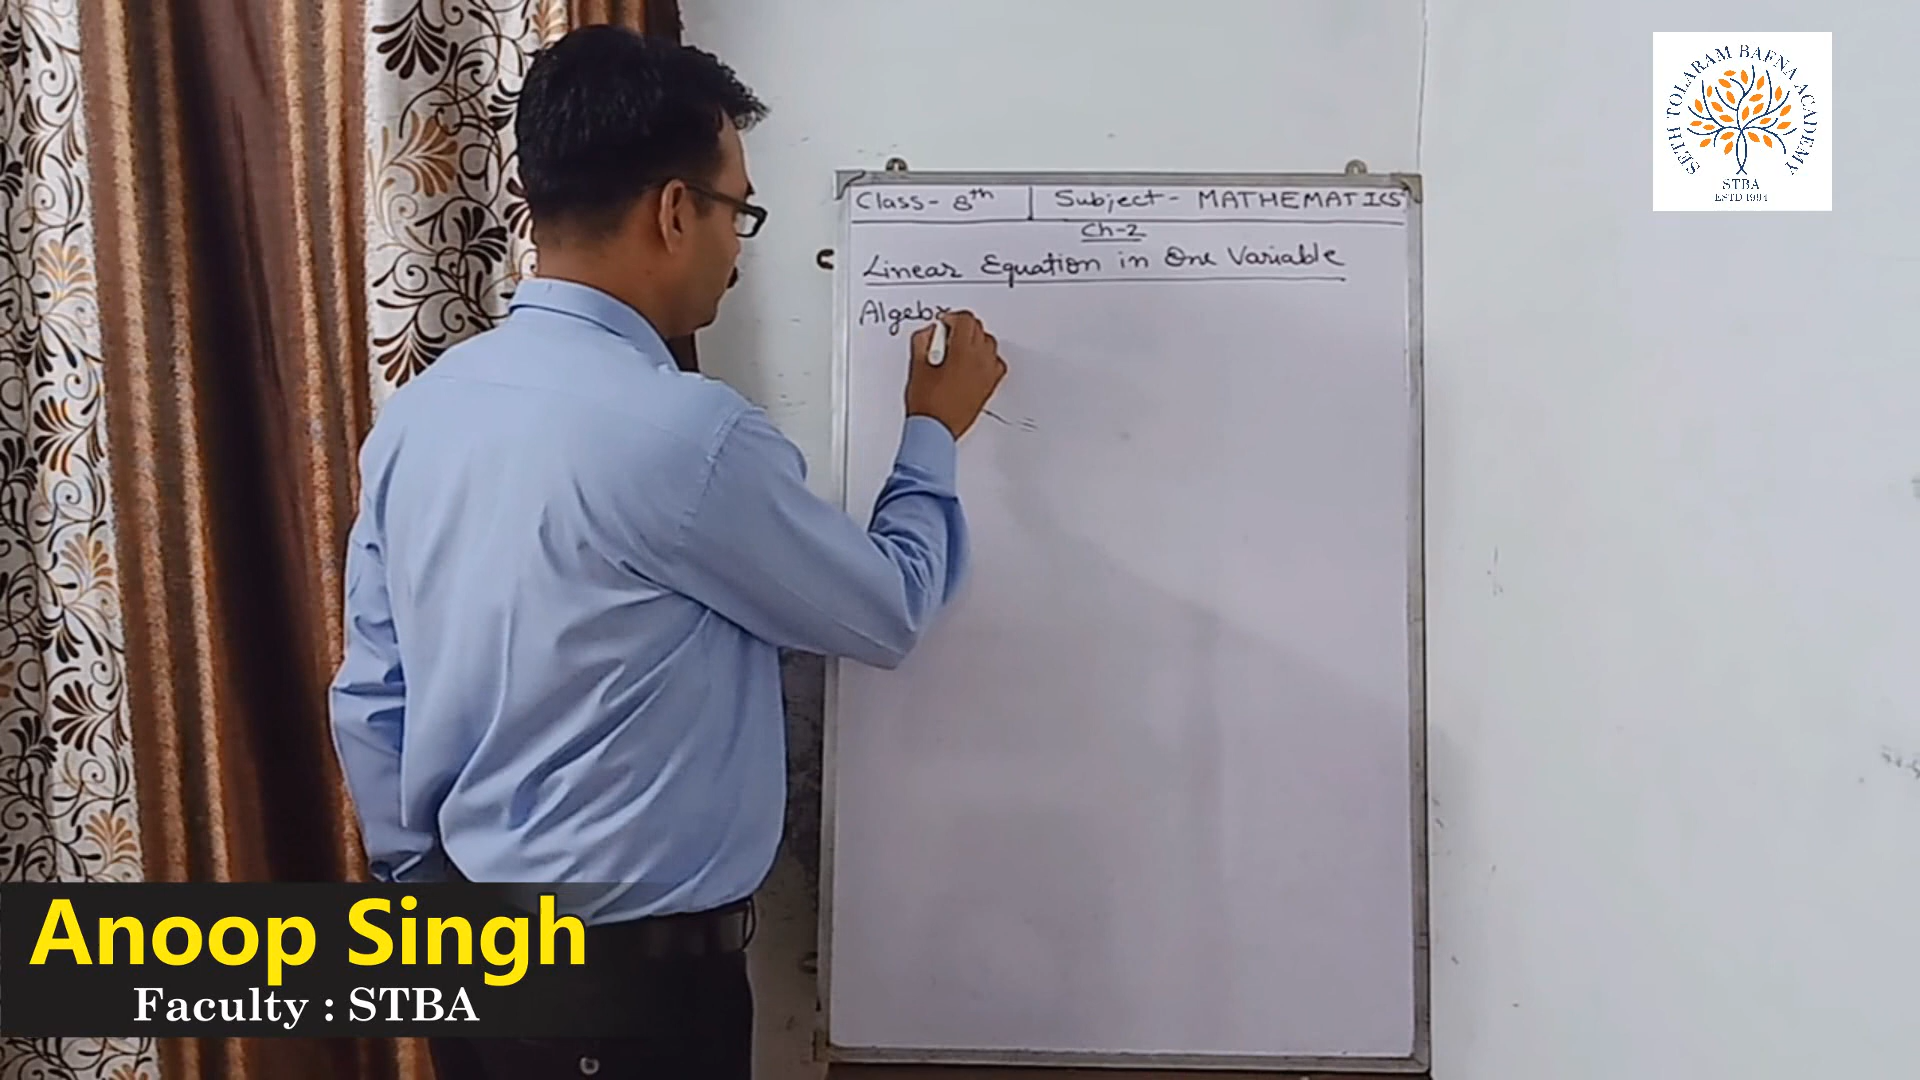 SETH TOLARAM BAFNA ACADEMY
STBA
ESTD 1994
Class- 8th | Subject- MATHEMATICS
Ch-2
Linear Equation in One Variable
Algebr
Anoop Singh
Faculty : STBA